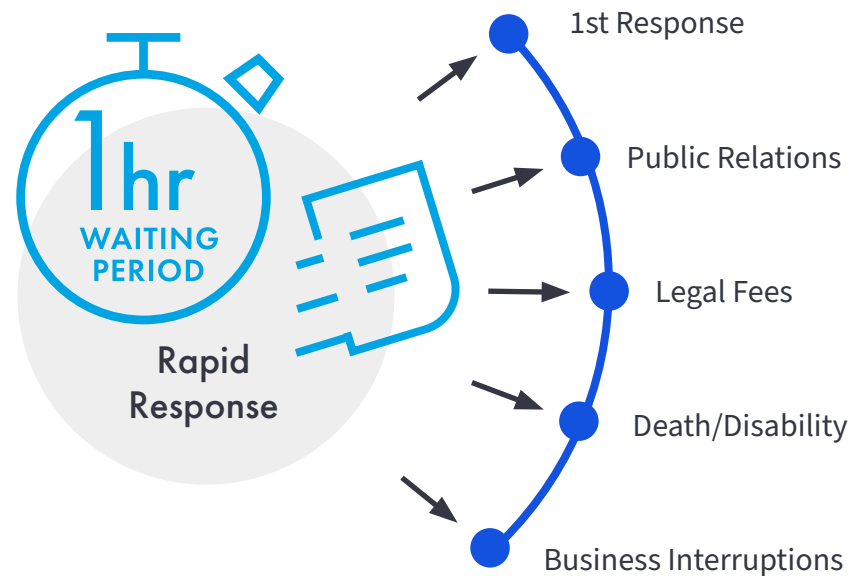 1hr
WAITING
PERIOD
Rapid
Response
1st Response
Public Relations
Legal Fees
Death/Disability
Business Interruptions